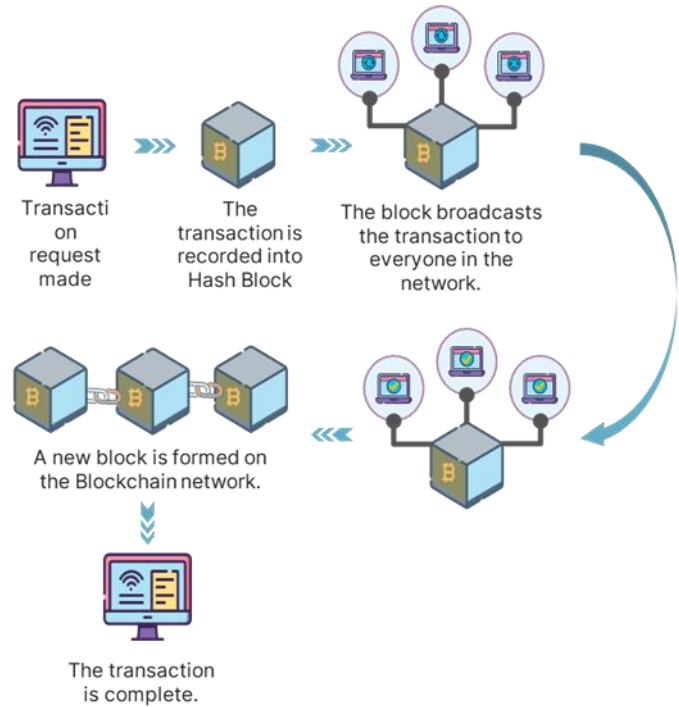 Transacti
on
request
made
The
transaction is
recorded into
Hash Block
The block broadcasts
the transaction to
everyone in the
network.
A new block is formed on
the Blockchain network.
The transaction
is complete.